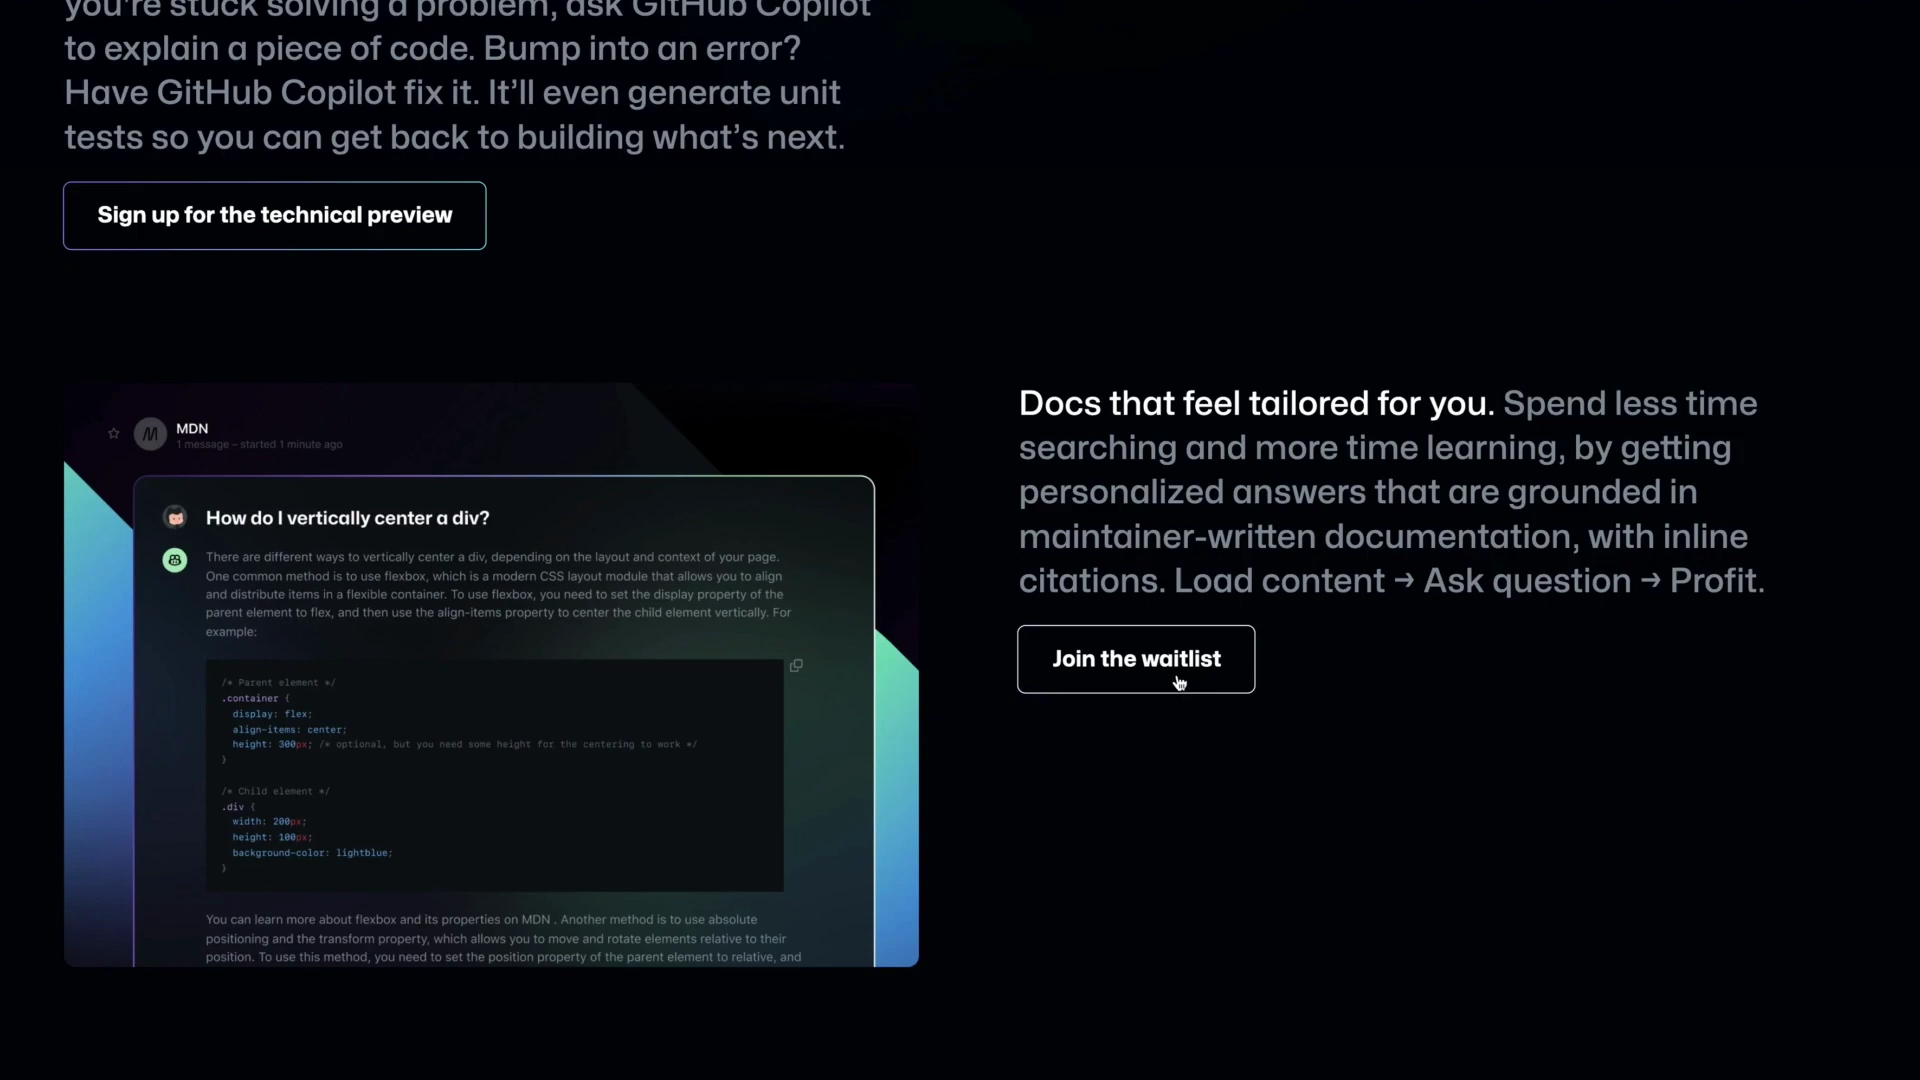 you're stuck solving a problem, ask GitHub Copilot
to explain a piece of code. Bump into an error?
Have GitHub Copilot fix it. It’ll even generate unit
tests so you can get back to building what’s next.
Sign up for the technical preview
MDN
1 message – started 1 minute ago
How do I vertically center a div?
There are different ways to vertically center a div, depending on the layout and context of your page.
One common method is to use flexbox, which is a modern CSS layout module that allows you to align
and distribute items in a flexible container. To use flexbox, you need to set the display property of the
parent element to flex, and then use the align-items property to center the child element vertically. For
example:
/* Parent element */
.container {
display: flex;
align-items: center;
height: 300px; /* optional, but you need some height for the centering to work */
}
/* Child element */
.div {
width: 200px;
height: 100px;
background-color: lightblue;
}
You can learn more about flexbox and its properties on MDN . Another method is to use absolute
positioning and the transform property, which allows you to move and rotate elements relative to their
position. To use this method, you need to set the position property of the parent element to relative, and
Docs that feel tailored for you. Spend less time
searching and more time learning, by getting
personalized answers that are grounded in
maintainer-written documentation, with inline
citations. Load content → Ask question → Profit.
Join the waitlist